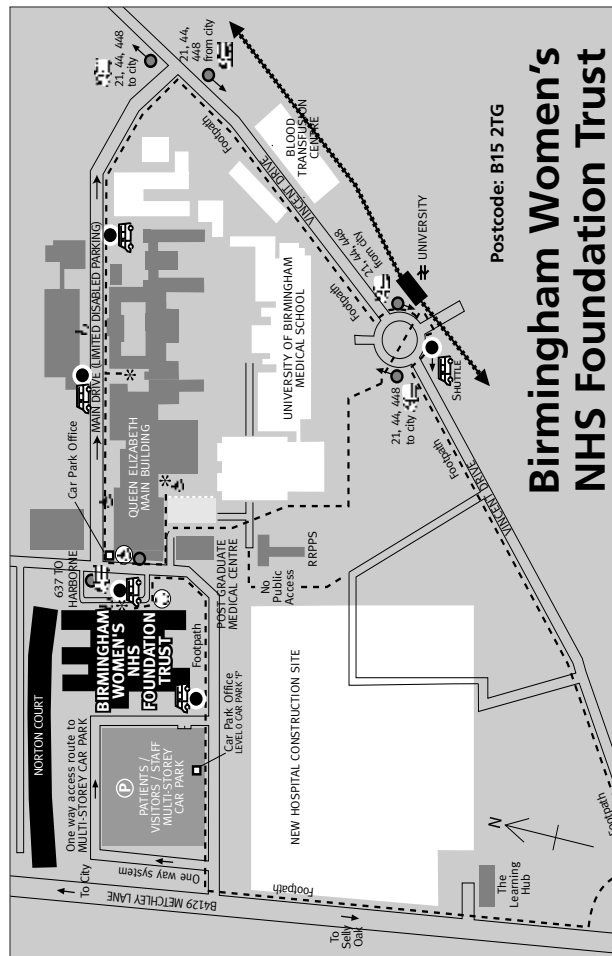 Birmingham Women's
NHS Foundation Trust
Postcode: B15 2TG
21, 44, 448
to city
21, 44,
448
from city
Footpath
BLOOD
TRANSFUSION
CENTRE
VINCENT DRIVE
MAIN DRIVE (LIMITED DISABLED PARKING)
UNIVERSITY OF BIRMINGHAM
MEDICAL SCHOOL
Footpath
21, 44, 448
from city
UNIVERSITY
SHUTTLE
21, 44, 448
to city
Footpath
VINCENT DRIVE
Car Park Office
QUEEN ELIZABETH
MAIN BUILDING
637 TO
HARBORNE
POST GRADUATE
MEDICAL CENTRE
RRPPS
No
Public
Access
NORTON COURT
BIRMINGHAM
WOMEN'S
NHS
FOUNDATION
TRUST
Footpath
Car Park Office
LEVEL 0 CAR PARK 'P'
One way access route to
MULTI-STOREY CAR PARK
P
PATIENTS /
VISITORS / STAFF
MULTI-STOREY
CAR PARK
One way system
To City
B4129 METCHLEY LANE
NEW HOSPITAL CONSTRUCTION SITE
Footpath
To
Selly
Oak
The
Learning
Hub
N
Footpath